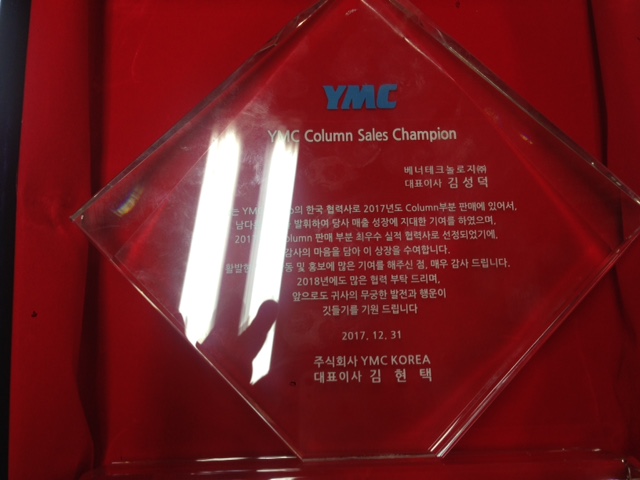 YMC
YMC Column Sales Champion
베너테크놀로지㈜
대표이사 김성덕
는 YM의 한국 협력사로 2017년도 Column부분 판매에 있어서,
발휘하여 당사 매출 성장에 지대한 기여를 하였으며,
Column 판매 부분 최우수 실적 협력사로 선정되었기에,
감사의 마음을 담아 이 상장을 수여합니다.
및 홍보에 많은 기여를 해주신 점, 매우 감사 드립니다.
2018년에도 많은 협력 부탁 드리며,
앞으로도 귀사의 무궁한 발전과 행운이
깃들기를 기원 드립니다
2017. 12. 31
주식회사 YMC KOREA
대표이사 김 현 택